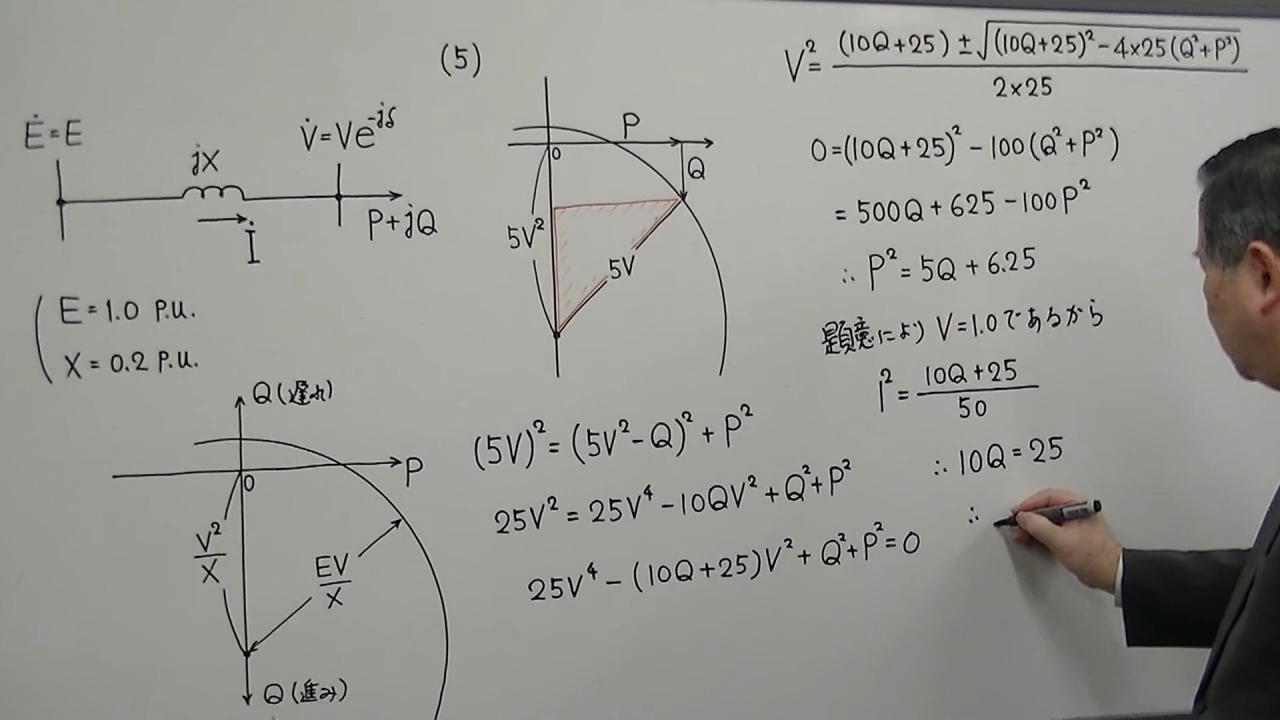 (5)
Ė = E
jX
V̇ = Ve^-jδ
İ
P+jQ
E = 1.0 P.U.
X = 0.2 P.U.
Q(遅れ)
P
0
V²/X
EV/X
Q(進み)
P
0
Q
5V²
5V
(5V)² = (5V²-Q)² + P²
25V² = 25V⁴ - 10QV² + Q² + P²
25V⁴ - (10Q+25)V² + Q² + P² = 0
V² = (10Q+25) ± √(10Q+25)² - 4×25(Q²+P²) / 2×25
0 = (10Q+25)² - 100(Q²+P²)
= 500Q + 625 - 100P²
∴ P² = 5Q + 6.25
題意により V = 1.0 であるから
1² = 10Q+25 / 50
∴ 10Q = 25
∴